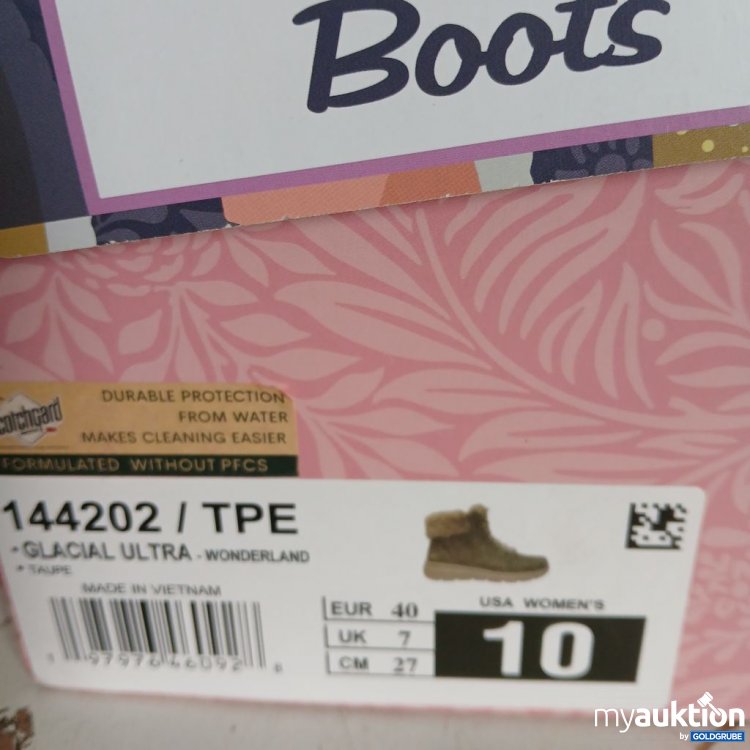 Boots
DURABLE PROTECTION
FROM WATER
MAKES CLEANING EASIER
FORMULATED WITHOUT PFCS
144202 / TPE
GLACIAL ULTRA - WONDERLAND
TAUPE
MADE IN VIETNAM
EUR 40
UK 7
CM 27
USA WOMEN'S
10
myauktion
by GOLDGRUBE